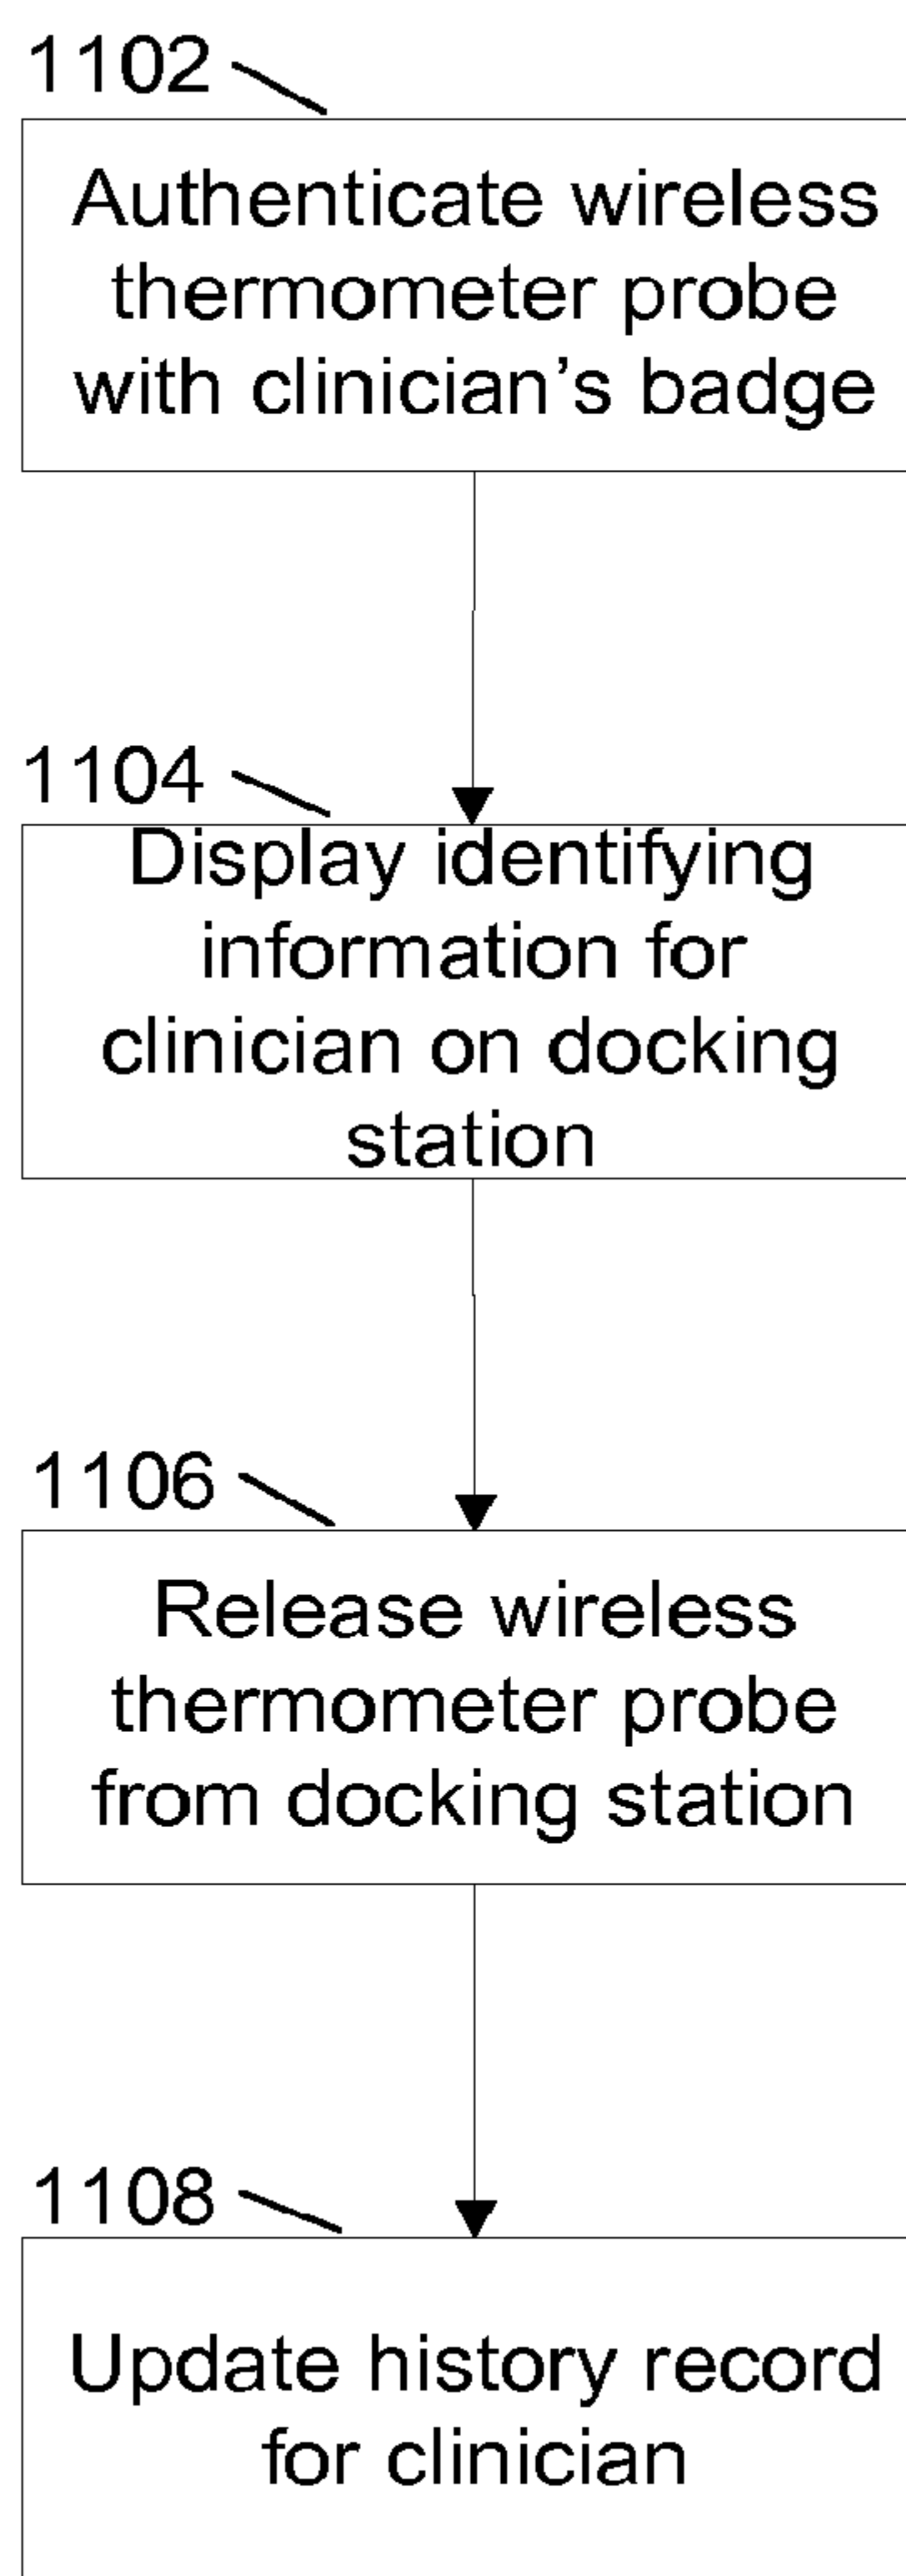 1102
Authenticate wireless
thermometer probe
with clinician's badge
1104
Display identifying
information for
clinician on docking
station
1106
Release wireless
thermometer probe
from docking station
1108
Update history record
for clinician